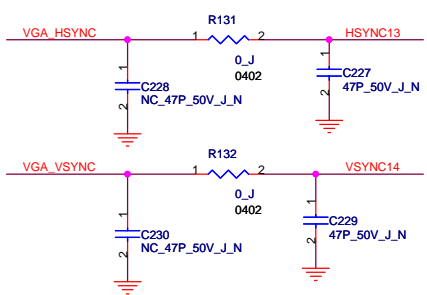 VGA_HSYNC
R131
HSYNC13
1
2
0_J
0402
1
C228
NC_47P_50V_J_N
2
1
C227
47P_50V_J_N
2
VGA_VSYNC
R132
VSYNC14
1
2
0_J
0402
1
C230
NC_47P_50V_J_N
2
1
C229
47P_50V_J_N
2